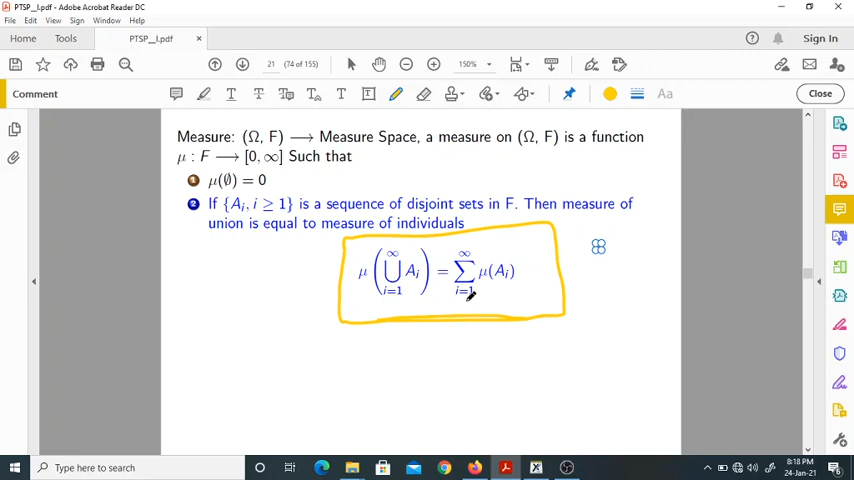 PTSP__I.pdf - Adobe Acrobat Reader DC
File Edit View Sign Window Help
Home Tools PTSP__I.pdf × Sign In
21 (74 of 155) 150%
Comment Aa Close
Measure: (Ω, F) ⟶ Measure Space, a measure on (Ω, F) is a function
μ : F ⟶ [0, ∞] Such that
1 μ(∅) = 0
2 If {Aᵢ, i ≥ 1} is a sequence of disjoint sets in F. Then measure of
union is equal to measure of individuals
μ (⋃_{i=1}^{∞} Aᵢ) = ∑_{i=1}^{∞} μ(Aᵢ)
Type here to search
8:18 PM
24-Jan-21